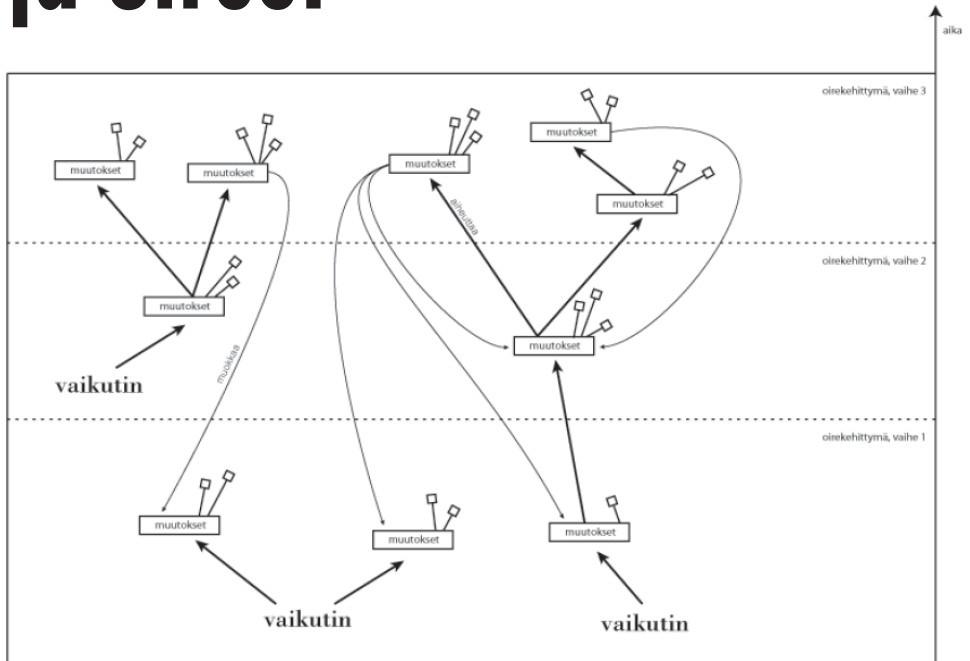 aika
oirekehittymä, vaihe 3
muutokset
muutokset
muutokset
muutokset
muutokset
aiheuttaa
oirekehittymä, vaihe 2
muutokset
muutokset
muokkaa
vaikutin
oirekehittymä, vaihe 1
muutokset
muutokset
muutokset
vaikutin
vaikutin